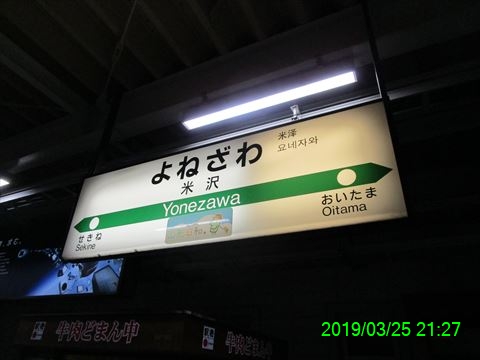 よねざわ
米沢
米泽
요네자와
Yonezawa
せきね
Sekine
おいたま
Oitama
牛肉どまん中
2019/03/25 21:27